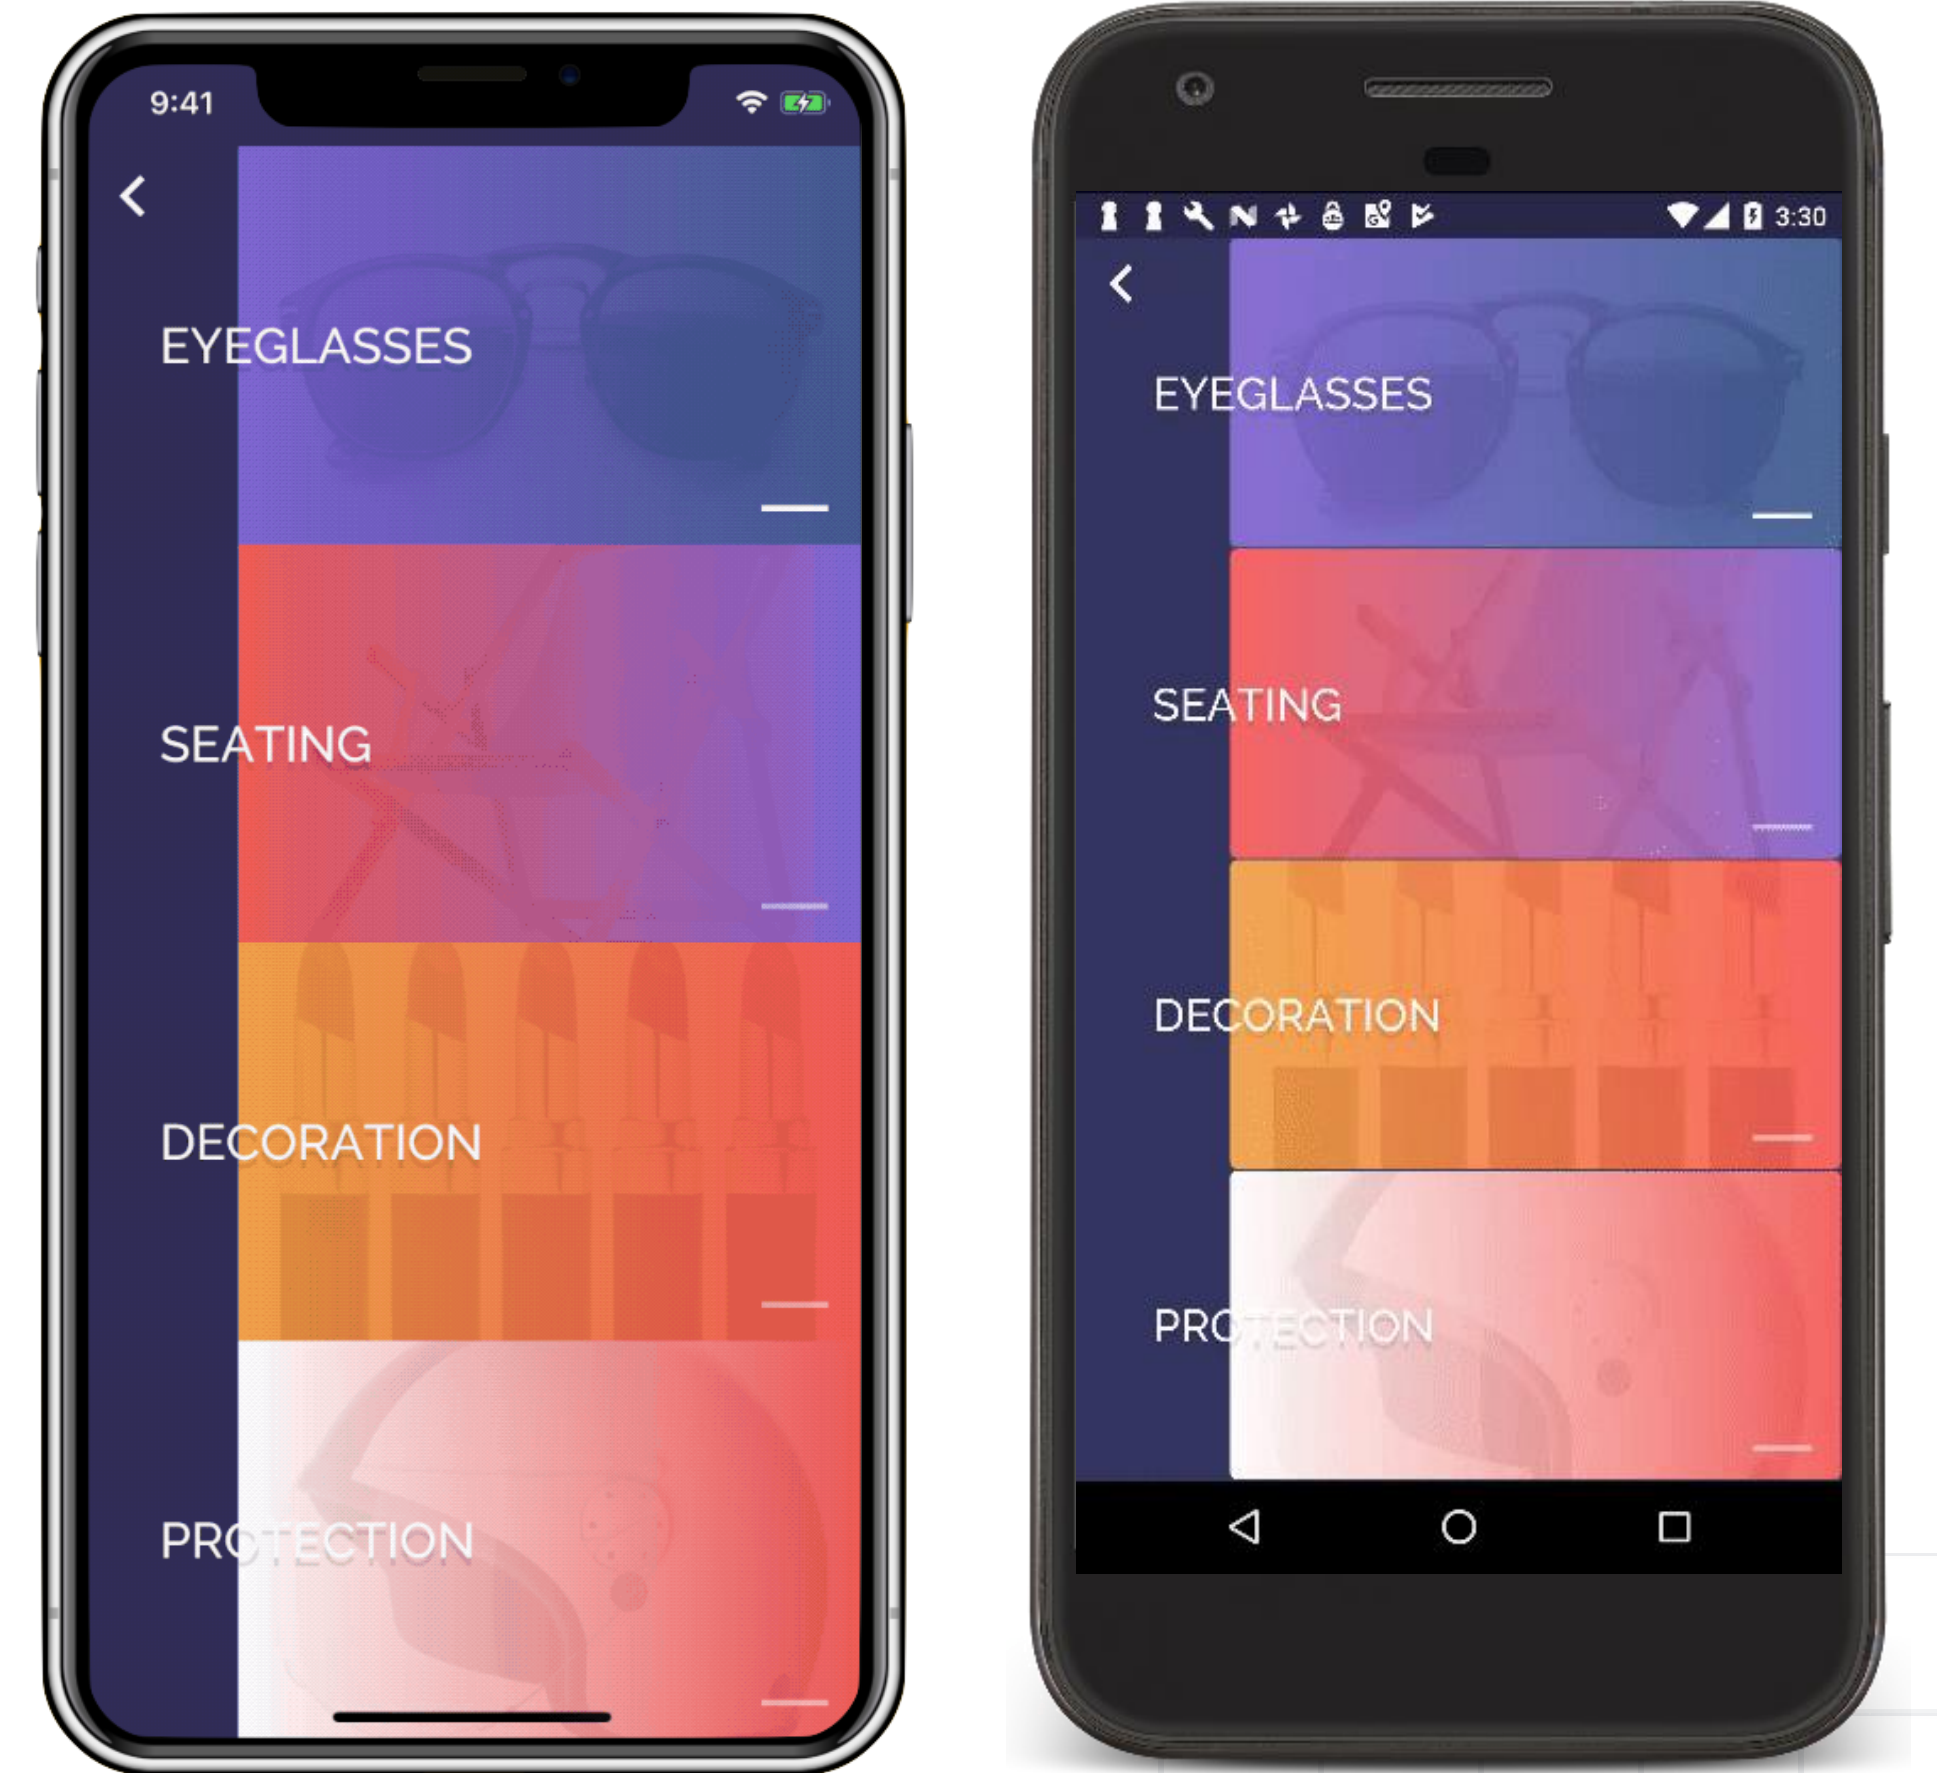 9:41
EYEGLASSES
SEATING
DECORATION
PROTECTION
3:30
EYEGLASSES
SEATING
DECORATION
PROTECTION